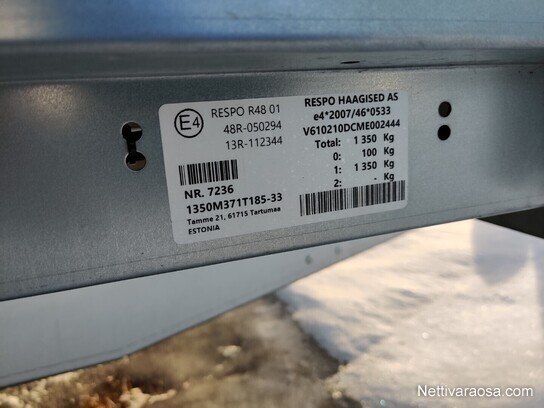 E4
RESPO R48 01
48R-050294
13R-112344
NR. 7236
1350M371T185-33
Tamme 21, 61715 Tartumaa
ESTONIA
RESPO HAAGISED AS
e4*2007/46*0533
V610210DCME002444
Total: 1 350 Kg
0: 100 Kg
1: 1 350 Kg
2: - Kg
Nettivaraosa.com